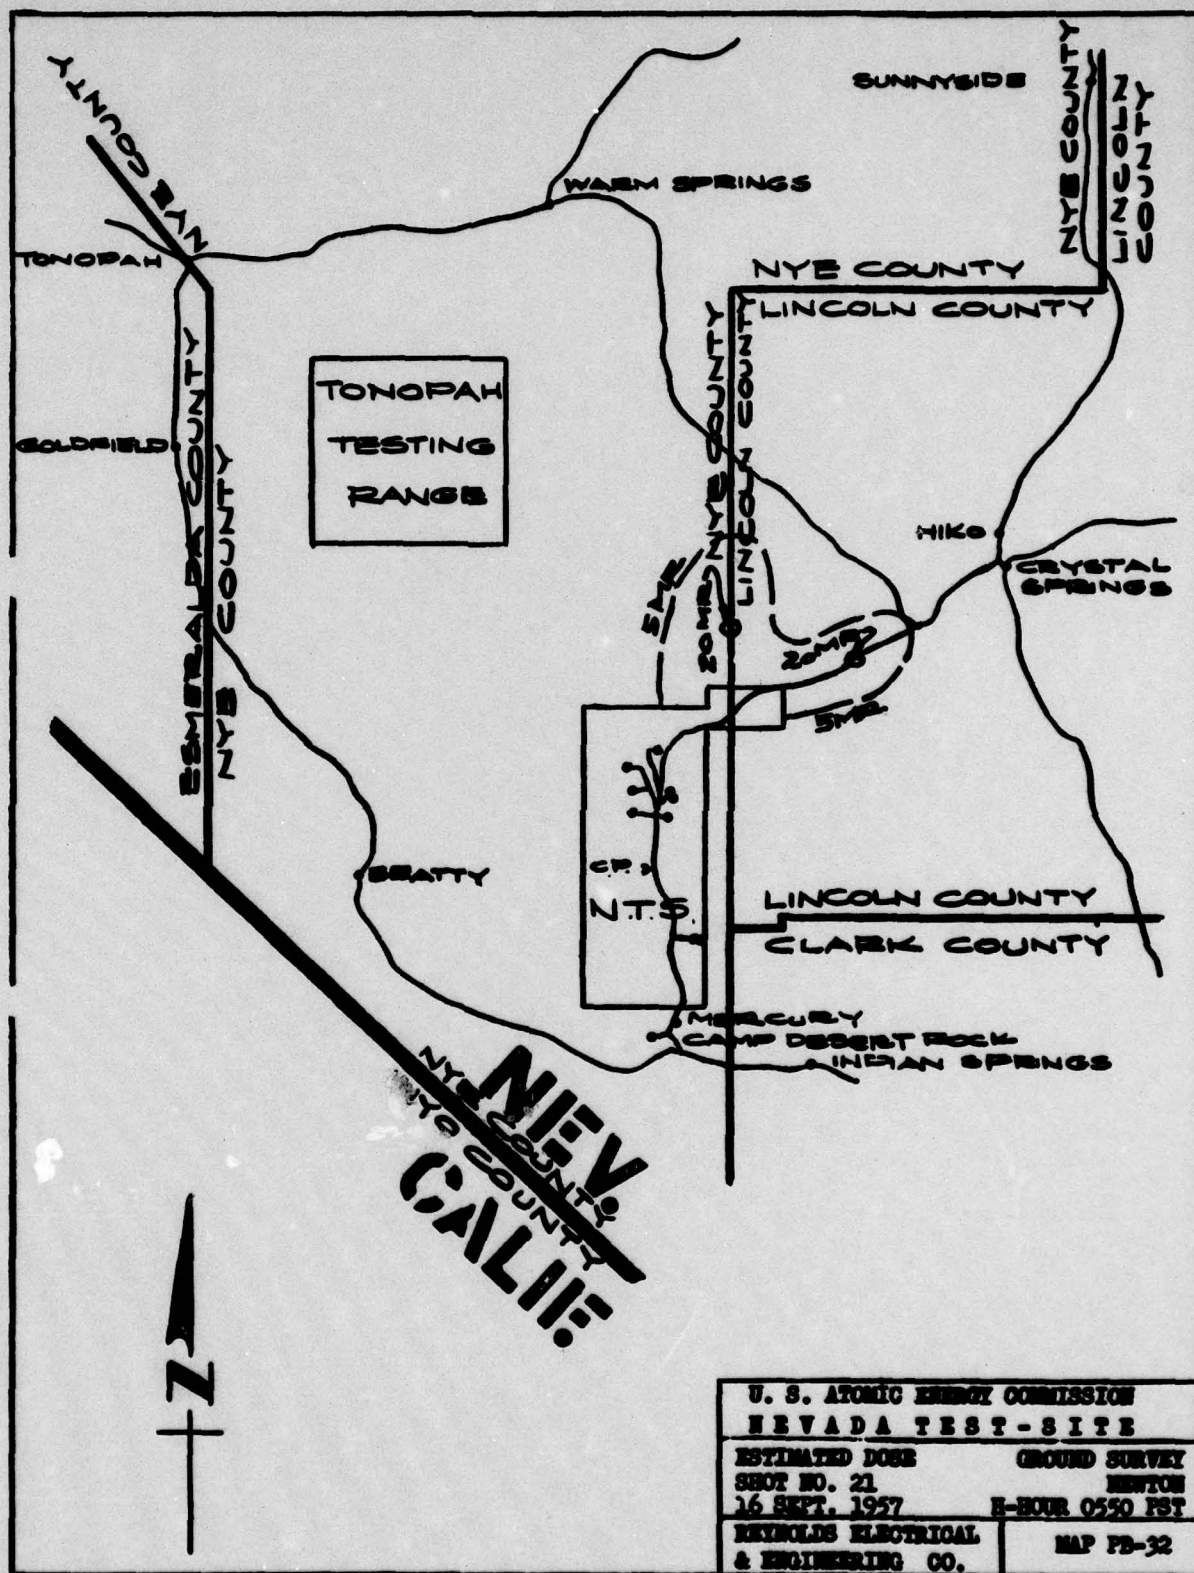 NYE COUNTY
SUNNYSIDE
NYE COUNTY
LINCOLN
COUNTY
WARM SPRINGS
TONOPAH
NYE COUNTY
LINCOLN COUNTY
NYE COUNTY
LINCOLN COUNTY
TONOPAH
TESTING
RANGE
GOLDFIELD
ESMERALDA COUNTY
NYE COUNTY
HIKO
CRYSTAL
SPRINGS
5MR
20MR
20MR
5MR
BEATTY
C.P.
N.T.S.
LINCOLN COUNTY
CLARK COUNTY
MERCURY
CAMP DESERT ROCK
INDIAN SPRINGS
NEV.
NYE COUNTY
INYO COUNTY
CALIF.
N
U. S. ATOMIC ENERGY COMMISSION
NEVADA TEST-SITE
ESTIMATED DOSE GROUND SURVEY
SHOT NO. 21 NEWTON
16 SEPT. 1957 H-HOUR 0550 PST
REYNOLDS ELECTRICAL
& ENGINEERING CO.
MAP PB-32